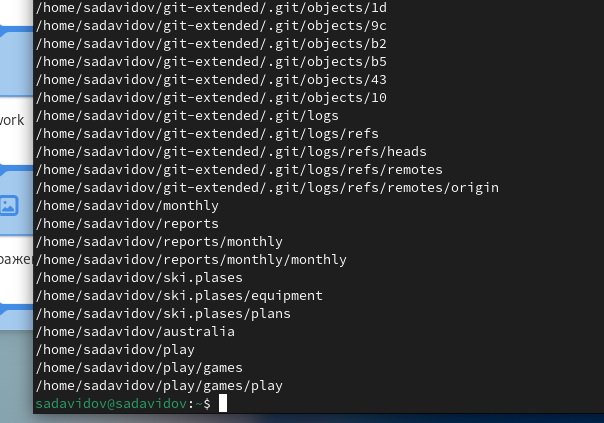 /home/sadavidov/git-extended/.git/objects/1d
/home/sadavidov/git-extended/.git/objects/9c
/home/sadavidov/git-extended/.git/objects/b2
/home/sadavidov/git-extended/.git/objects/b5
/home/sadavidov/git-extended/.git/objects/43
/home/sadavidov/git-extended/.git/objects/10
/home/sadavidov/git-extended/.git/logs
/home/sadavidov/git-extended/.git/logs/refs
/home/sadavidov/git-extended/.git/logs/refs/heads
/home/sadavidov/git-extended/.git/logs/refs/remotes
/home/sadavidov/git-extended/.git/logs/refs/remotes/origin
/home/sadavidov/monthly
/home/sadavidov/reports
/home/sadavidov/reports/monthly
/home/sadavidov/reports/monthly/monthly
/home/sadavidov/ski.plases
/home/sadavidov/ski.plases/equipment
/home/sadavidov/ski.plases/plans
/home/sadavidov/australia
/home/sadavidov/play
/home/sadavidov/play/games
/home/sadavidov/play/games/play
sadavidov@sadavidov:~$